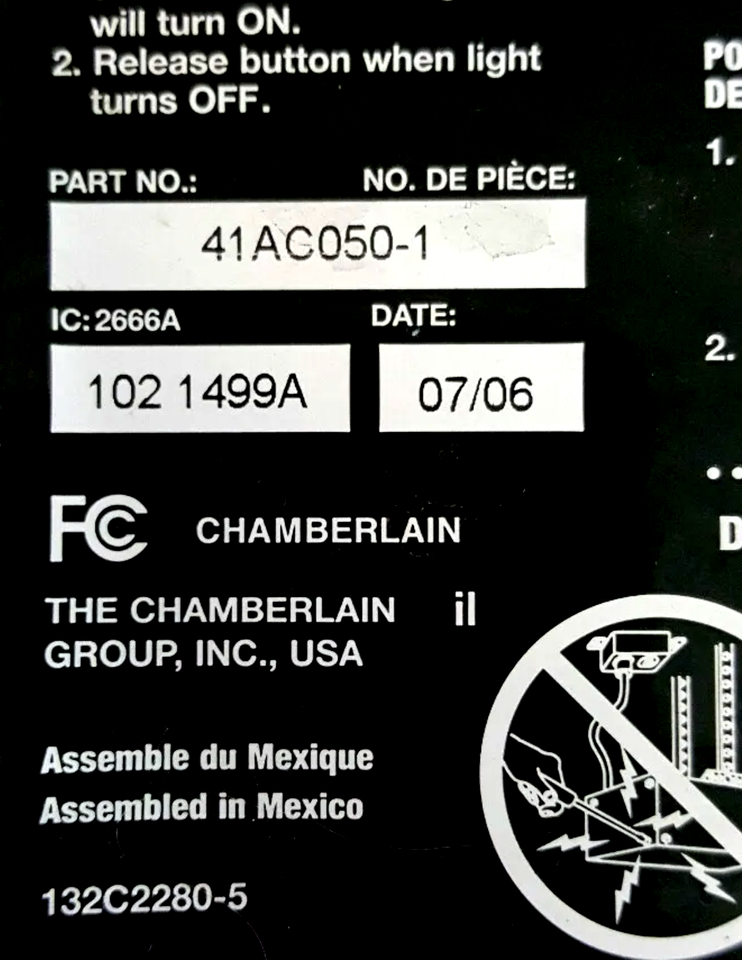 will turn ON.
2. Release button when light
turns OFF.
PART NO.: NO. DE PIÈCE:
41AC050-1
IC: 2666A DATE:
102 1499A 07/06
FC CHAMBERLAIN
THE CHAMBERLAIN il
GROUP, INC., USA
Assemble du Mexique
Assembled in Mexico
132C2280-5
PO
DE
1.
2.
D